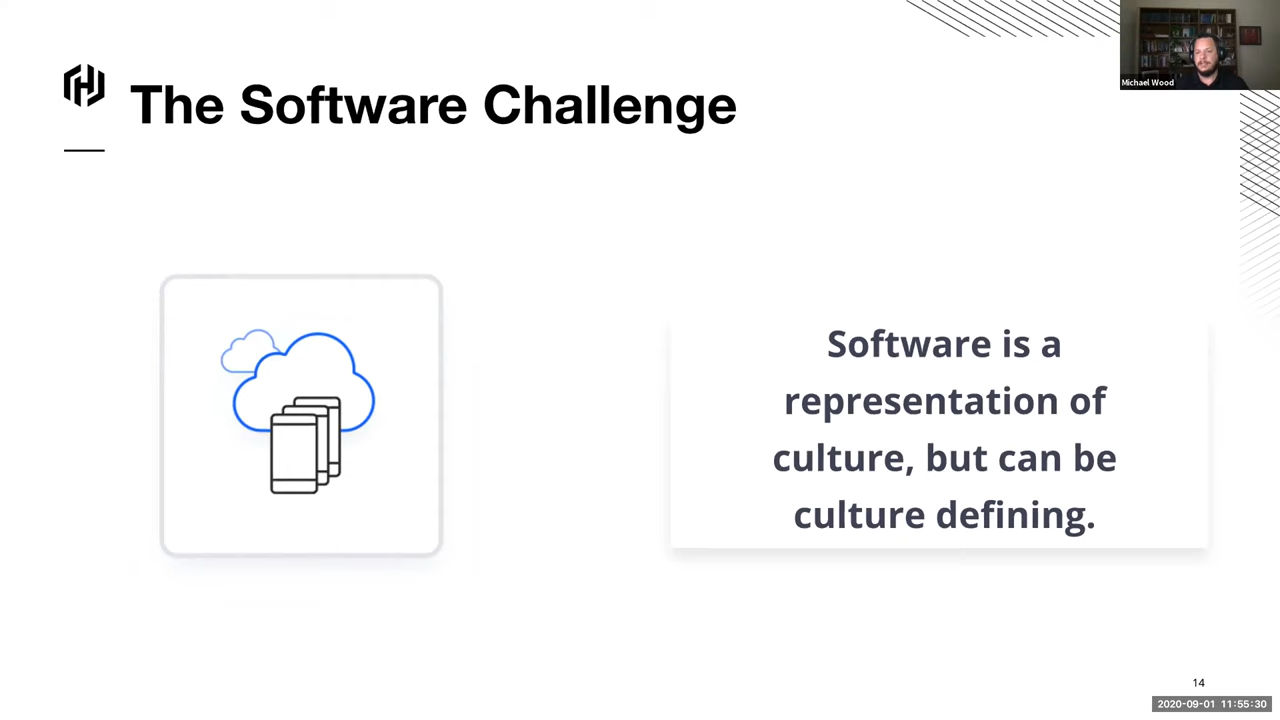 Michael Wood
The Software Challenge
Software is a
representation of
culture, but can be
culture defining.
14
2020-09-01 11:55:30